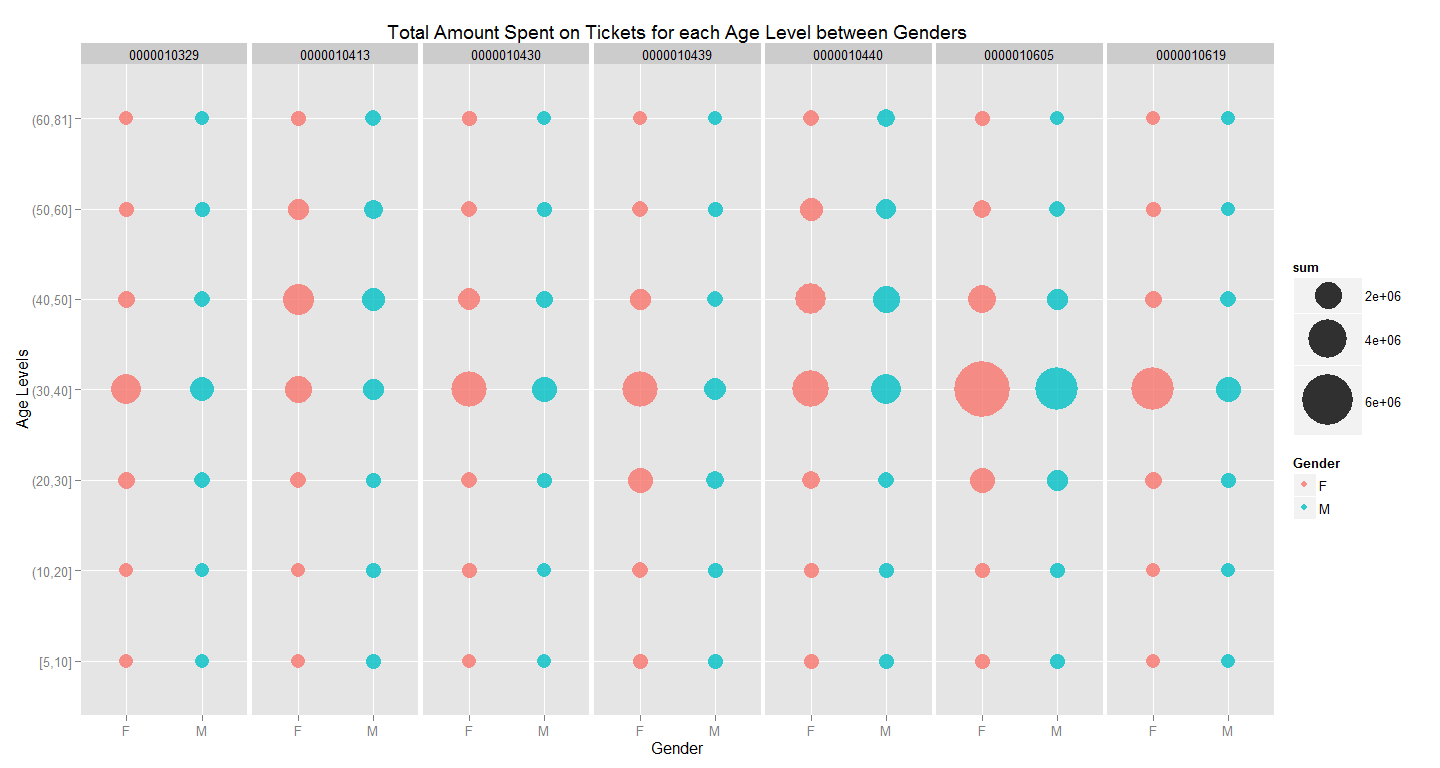 Total Amount Spent on Tickets for each Age Level between Genders
0000010329 0000010413 0000010430 0000010439 0000010440 0000010605 0000010619
Age Levels
(60,81]
(50,60]
(40,50]
(30,40]
(20,30]
(10,20]
[5,10]
F M F M F M F M F M F M F M
Gender
sum
2e+06
4e+06
6e+06
Gender
F
M